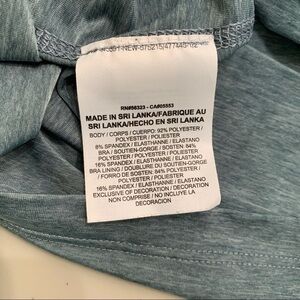 RN#56323 - CA#05553
MADE IN SRI LANKA/FABRIQUE AU
SRI LANKA/HECHO EN SRI LANKA
BODY / CORPS / CUERPO: 92% POLYESTER /
POLYESTER / POLIESTER
8% SPANDEX / ELASTHANNE / ELASTANO
BRA / SOUTIEN-GORGE / SOSTEN: 84%
POLYESTER / POLYESTER / POLIESTER
16% SPANDEX / ELASTHANNE / ELASTANO
BRA LINING / DOUBLURE DE SOUTIEN-GORGE
/ FORRO DE SOSTEN: 84% POLYESTER /
POLYESTER / POLIESTER
16% SPANDEX / ELASTHANNE / ELASTANO
EXCLUSIVE OF DECORATION / DECORATION
NON COMPRISE / NO INCLUYE LA
DECORACION